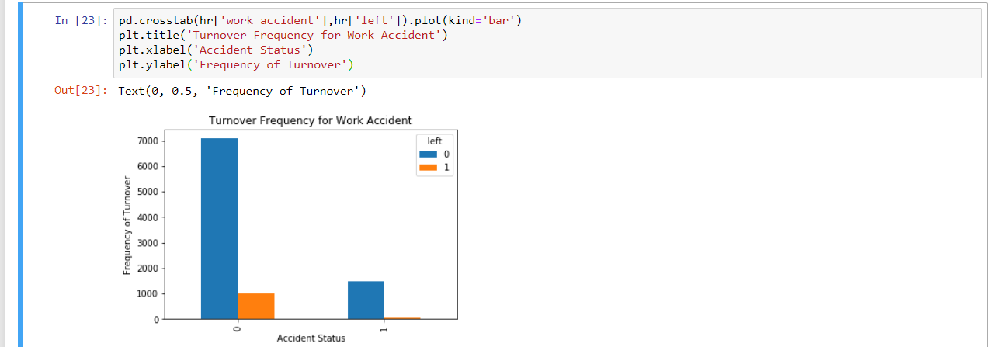 In [23]: pd.crosstab(hr['work_accident'],hr['left']).plot(kind='bar')
plt.title('Turnover Frequency for Work Accident')
plt.xlabel('Accident Status')
plt.ylabel('Frequency of Turnover')
Out[23]: Text(0, 0.5, 'Frequency of Turnover')
Turnover Frequency for Work Accident
left
0
1
7000
6000
5000
4000
3000
2000
1000
0
Frequency of Turnover
0
1
Accident Status